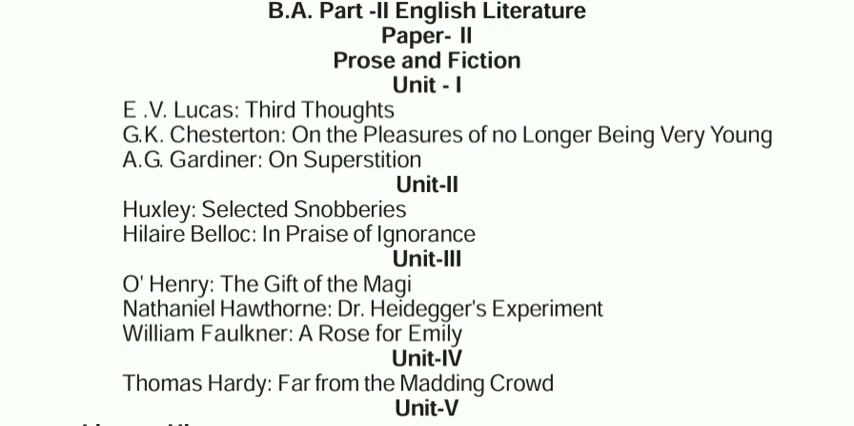 B.A. Part -II English Literature
Paper- II
Prose and Fiction
Unit - I
E .V. Lucas: Third Thoughts
G.K. Chesterton: On the Pleasures of no Longer Being Very Young
A.G. Gardiner: On Superstition
Unit-II
Huxley: Selected Snobberies
Hilaire Belloc: In Praise of Ignorance
Unit-III
O' Henry: The Gift of the Magi
Nathaniel Hawthorne: Dr. Heidegger's Experiment
William Faulkner: A Rose for Emily
Unit-IV
Thomas Hardy: Far from the Madding Crowd
Unit-V